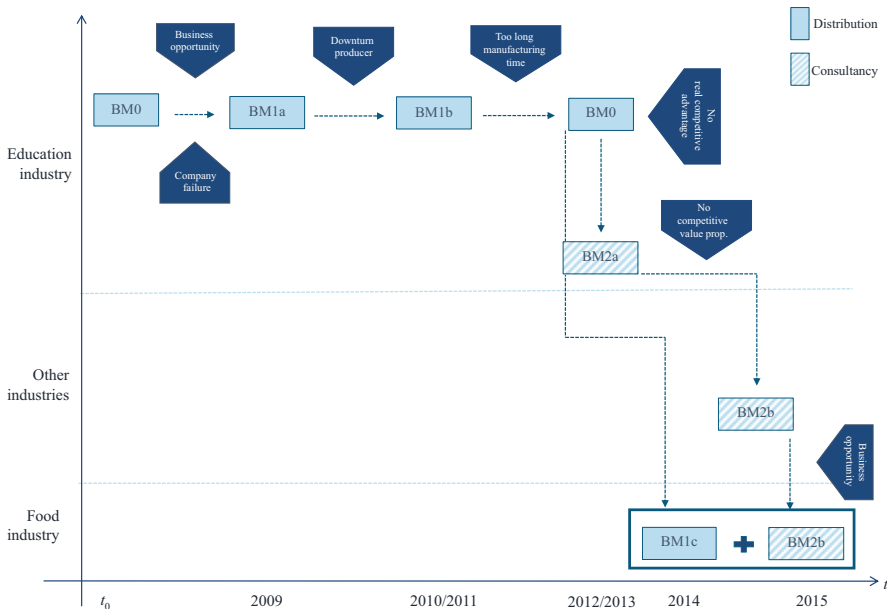 Business
opportunity
Downturn
producer
Too long
manufacturing
time
Distribution
Consultancy
BM0
BM1a
BM1b
BM0
No
real competitive
advantage
Education
industry
Company
failure
No
competitive
value prop.
BM2a
Other
industries
BM2b
Business
opportunity
Food
industry
BM1c
BM2b
t0
2009
2010/2011
2012/2013
2014
2015
t